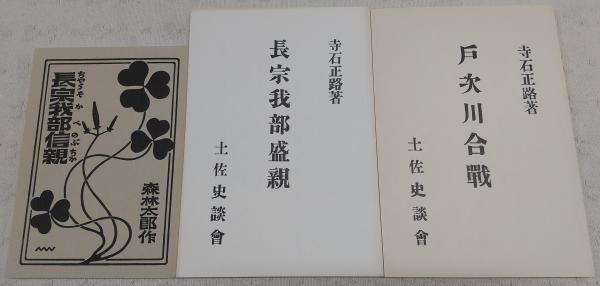 長宗我部信親
ちやうそかべのぶちか
森林太郎作
寺石正路著
長宗我部盛親
土佐史談會
寺石正路著
戸次川合戰
土佐史談會